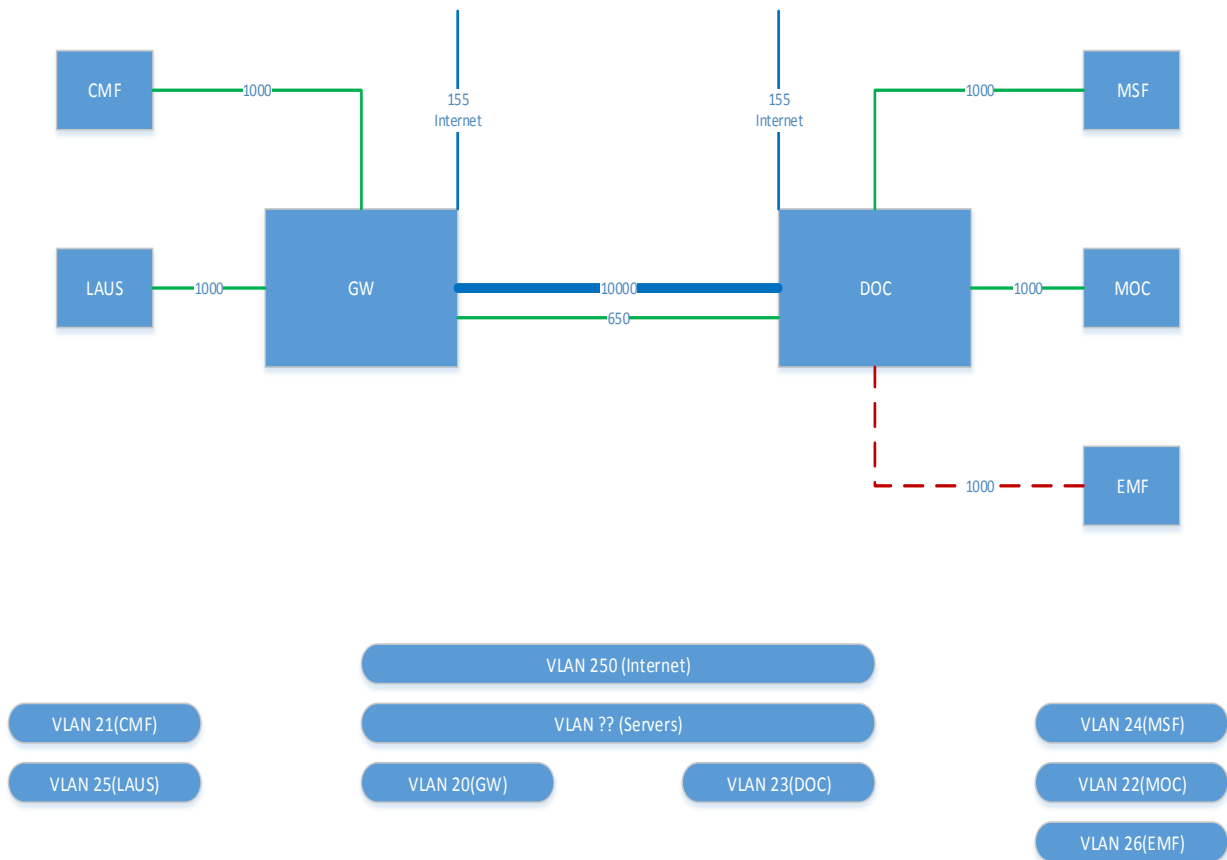 CMF
1000
155
Internet
155
Internet
1000
MSF
LAUS
1000
GW
10000
650
DOC
1000
MOC
1000
EMF
VLAN 250 (Internet)
VLAN 21(CMF)
VLAN ?? (Servers)
VLAN 24(MSF)
VLAN 25(LAUS)
VLAN 20(GW)
VLAN 23(DOC)
VLAN 22(MOC)
VLAN 26(EMF)